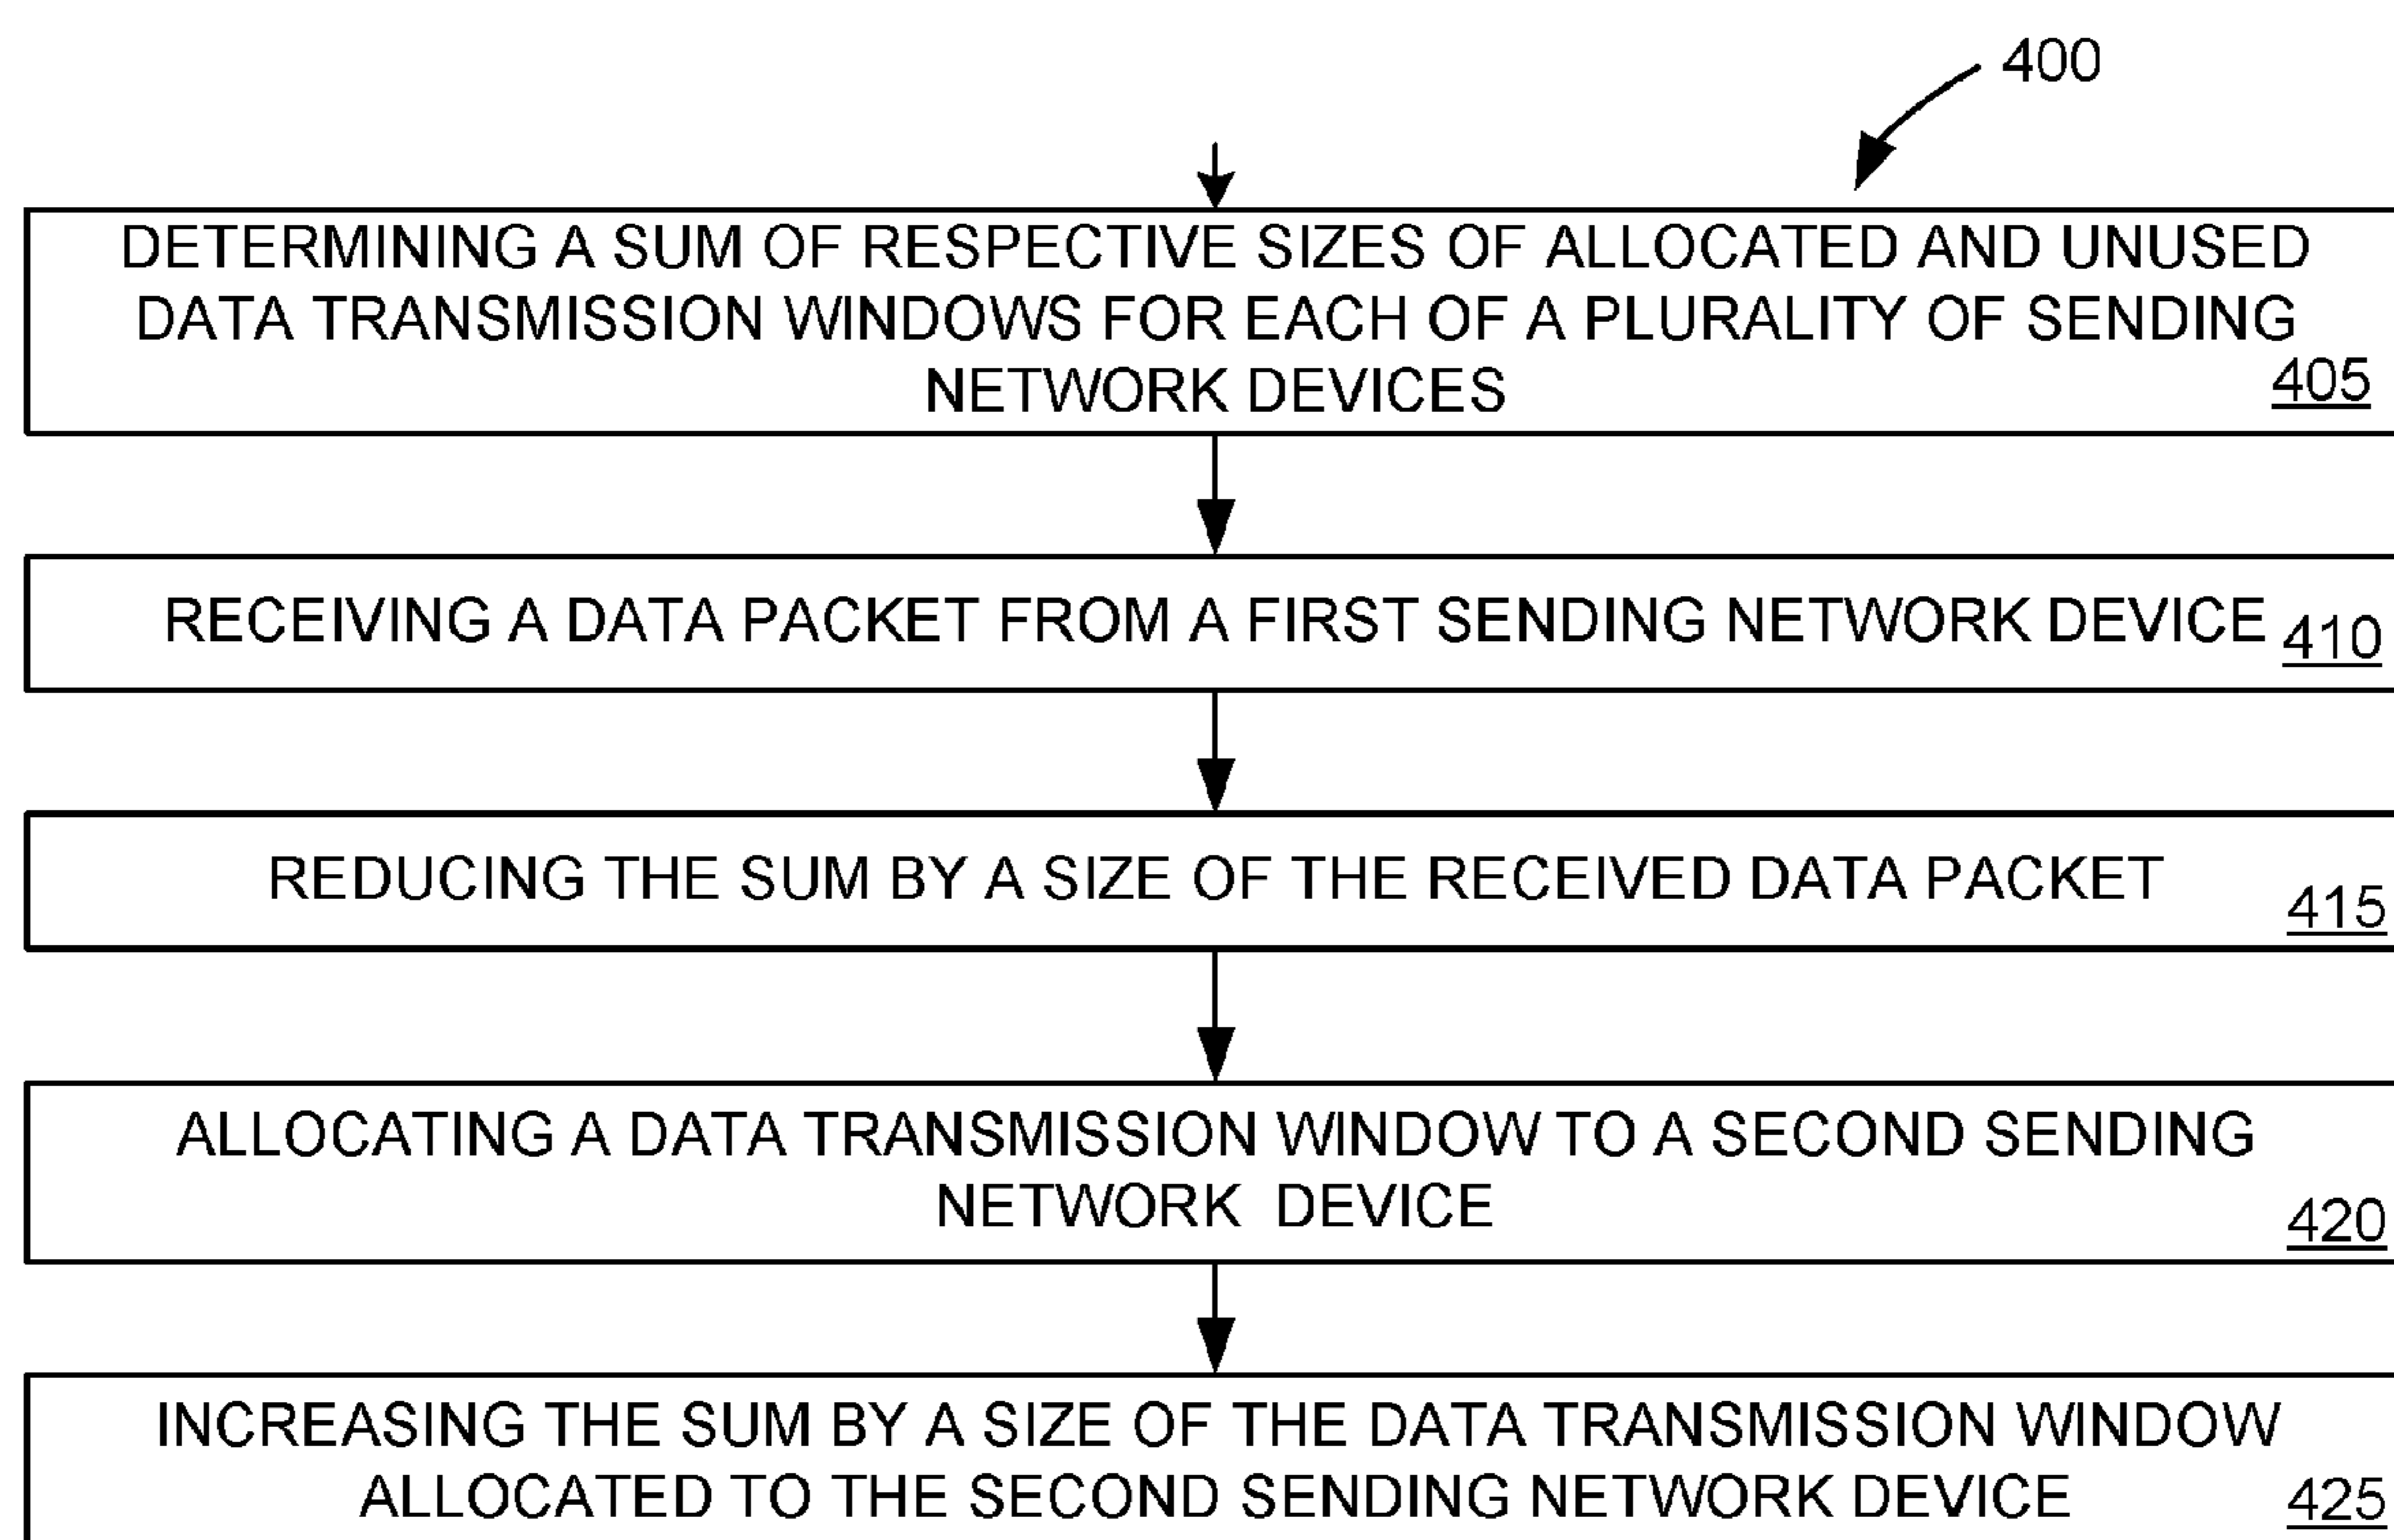 400
DETERMINING A SUM OF RESPECTIVE SIZES OF ALLOCATED AND UNUSED
DATA TRANSMISSION WINDOWS FOR EACH OF A PLURALITY OF SENDING
NETWORK DEVICES
405
RECEIVING A DATA PACKET FROM A FIRST SENDING NETWORK DEVICE
410
REDUCING THE SUM BY A SIZE OF THE RECEIVED DATA PACKET
415
ALLOCATING A DATA TRANSMISSION WINDOW TO A SECOND SENDING
NETWORK DEVICE
420
INCREASING THE SUM BY A SIZE OF THE DATA TRANSMISSION WINDOW
ALLOCATED TO THE SECOND SENDING NETWORK DEVICE
425